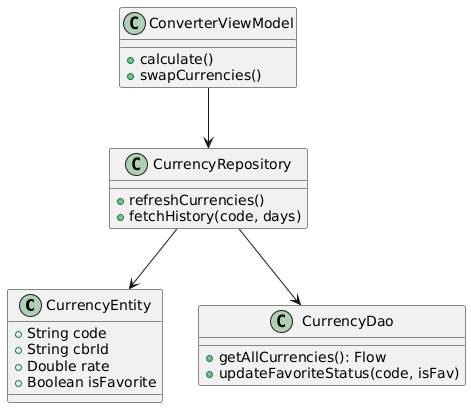 C ConverterViewModel
calculate()
swapCurrencies()
C CurrencyRepository
refreshCurrencies()
fetchHistory(code, days)
C CurrencyEntity
String code
String cbrId
Double rate
Boolean isFavorite
C CurrencyDao
getAllCurrencies(): Flow
updateFavoriteStatus(code, isFav)